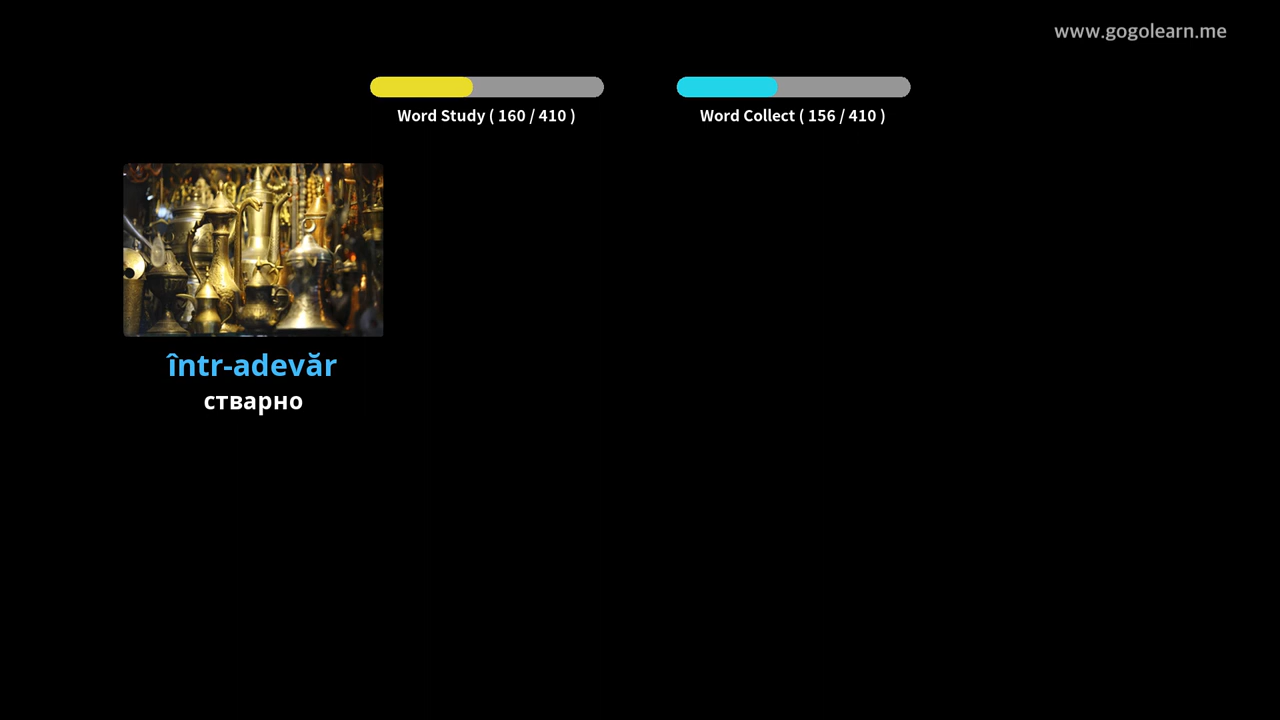 www.gogolearn.me
Word Study ( 160 / 410 )
Word Collect ( 156 / 410 )
într-adevăr
стварно